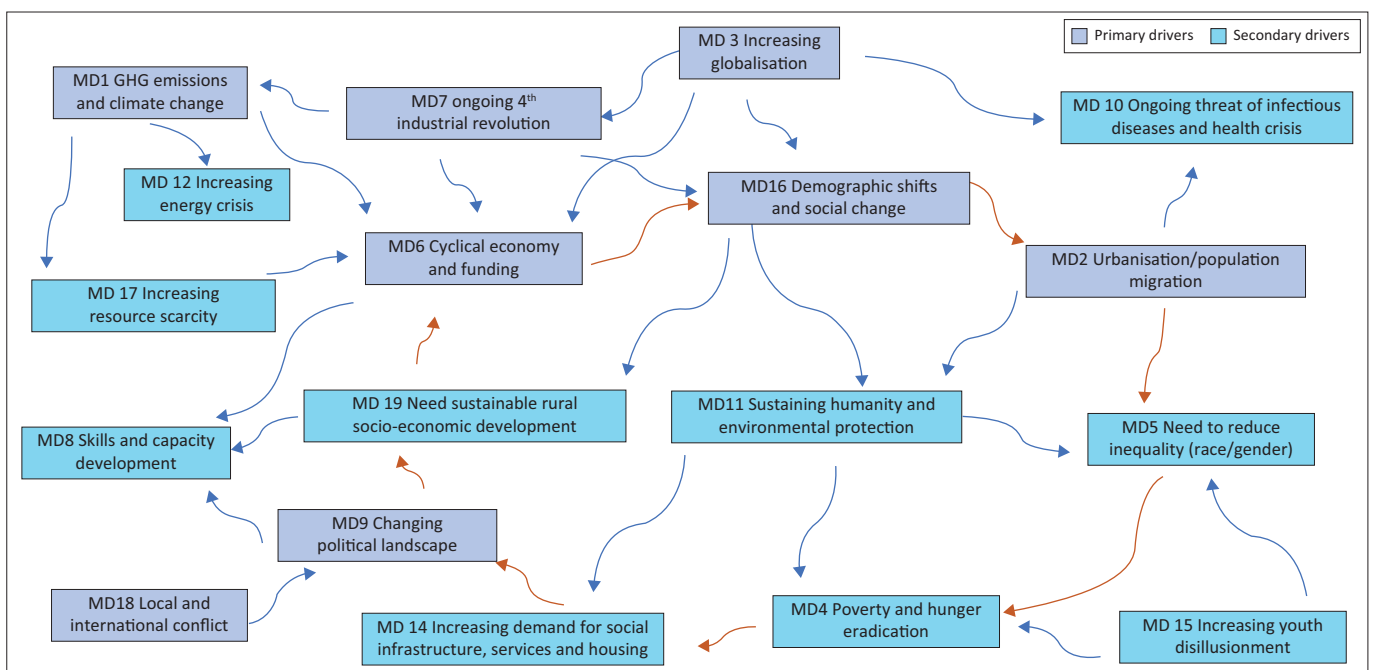 Primary drivers
Secondary drivers
MD 3 Increasing
globalisation
MD1 GHG emissions
and climate change
MD7 ongoing 4th
industrial revolution
MD 10 Ongoing threat of infectious
diseases and health crisis
MD 12 Increasing
energy crisis
MD16 Demographic shifts
and social change
MD6 Cyclical economy
and funding
MD2 Urbanisation/population
migration
MD 17 Increasing
resource scarcity
MD 19 Need sustainable rural
socio-economic development
MD11 Sustaining humanity and
environmental protection
MD5 Need to reduce
inequality (race/gender)
MD8 Skills and capacity
development
MD9 Changing
political landscape
MD18 Local and
international conflict
MD 14 Increasing demand for social
infrastructure, services and housing
MD4 Poverty and hunger
eradication
MD 15 Increasing youth
disillusionment